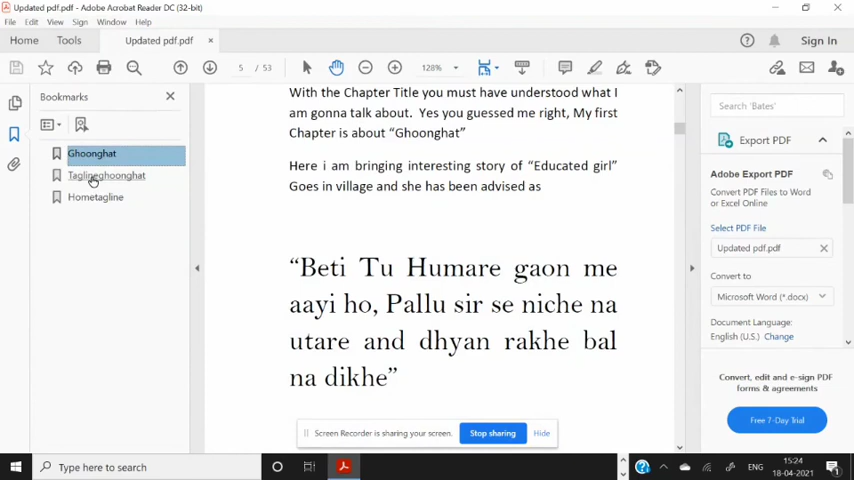 Updated pdf.pdf - Adobe Acrobat Reader DC (32-bit)
File Edit View Sign Window Help
Home Tools Updated pdf.pdf × Sign In
5 / 53 128%
Bookmarks
Ghoonghat
Taglineghoonghat
Hometagline
With the Chapter Title you must have understood what I
am gonna talk about. Yes you guessed me right, My first
Chapter is about “Ghoonghat”
Here i am bringing interesting story of “Educated girl”
Goes in village and she has been advised as
“Beti Tu Humare gaon me
aayi ho, Pallu sir se niche na
utare and dhyan rakhe bal
na dikhe”
Search 'Bates'
Export PDF
Adobe Export PDF
Convert PDF Files to Word
or Excel Online
Select PDF File
Updated pdf.pdf
Convert to
Microsoft Word (*.docx)
Document Language:
English (U.S.) Change
Convert, edit and e-sign PDF
forms & agreements
Free 7-Day Trial
Screen Recorder is sharing your screen. Stop sharing Hide
Type here to search
ENG
15:24
18-04-2021
1